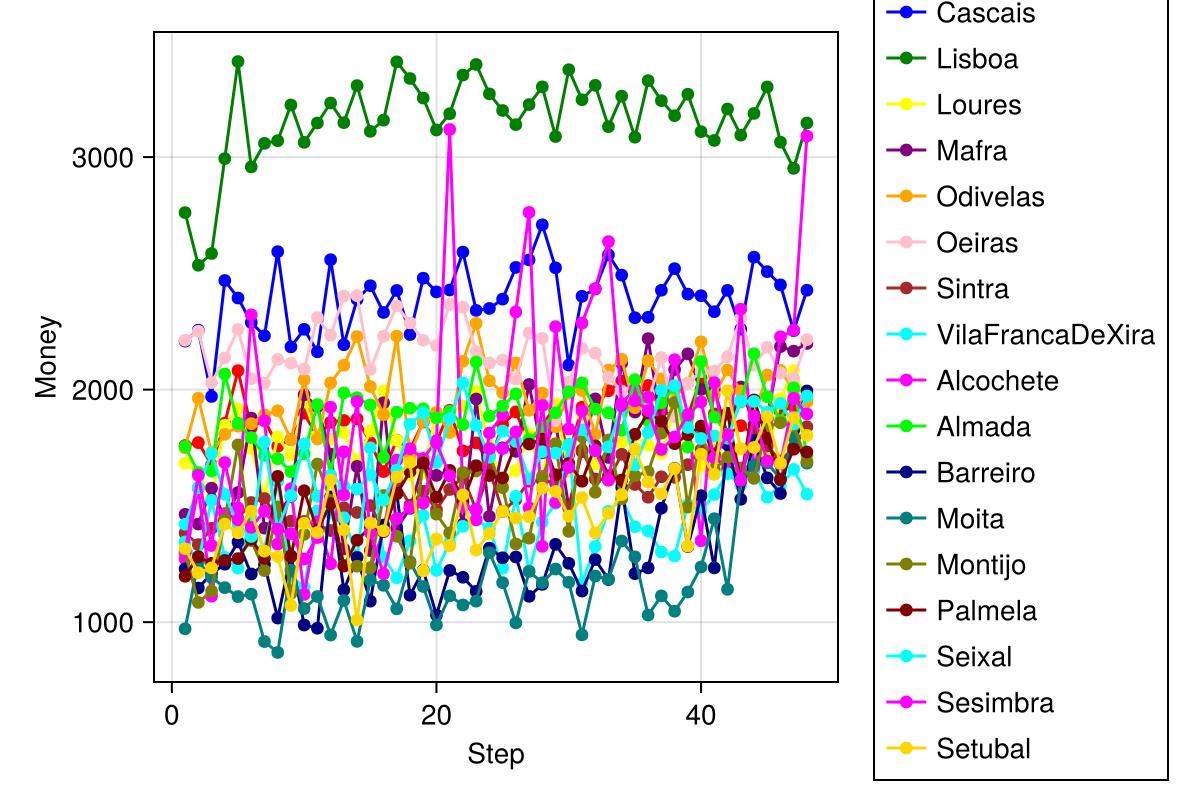 Cascais
Lisboa
Loures
Mafra
Odivelas
Oeiras
Sintra
VilaFrancaDeXira
Alcochete
Almada
Barreiro
Moita
Montijo
Palmela
Seixal
Sesimbra
Setubal
3000
2000
1000
Money
0 20 40
Step